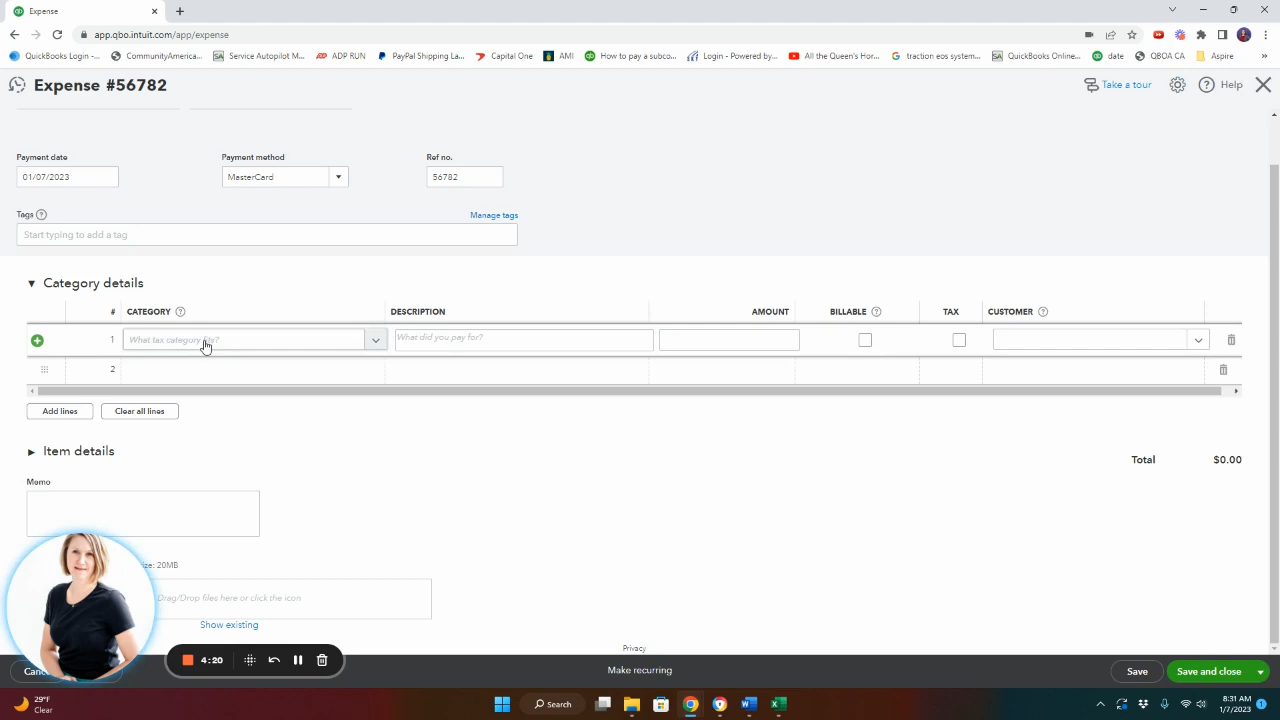 Expense
app.qbo.intuit.com/app/expense
QuickBooks Login -...
CommunityAmerica...
Service Autopilot M...
ADP RUN
PayPal Shipping La...
Capital One
AMI
How to pay a subco...
Login - Powered by...
All the Queen's Hor...
traction eos system...
QuickBooks Online...
date
QBOA CA
Aspire
»
Expense #56782
Take a tour
Help
Payment date
Payment method
Ref no.
01/07/2023
MasterCard
56782
Tags
Manage tags
Start typing to add a tag
Category details
# CATEGORY DESCRIPTION AMOUNT BILLABLE TAX CUSTOMER
1 What tax category fits? What did you pay for?
2
Add lines
Clear all lines
Item details
Total $0.00
Memo
size: 20MB
Drag/Drop files here or click the icon
Show existing
Privacy
4:20
Make recurring
Save
Save and close
29°F
Clear
Search
8:31 AM
1/7/2023